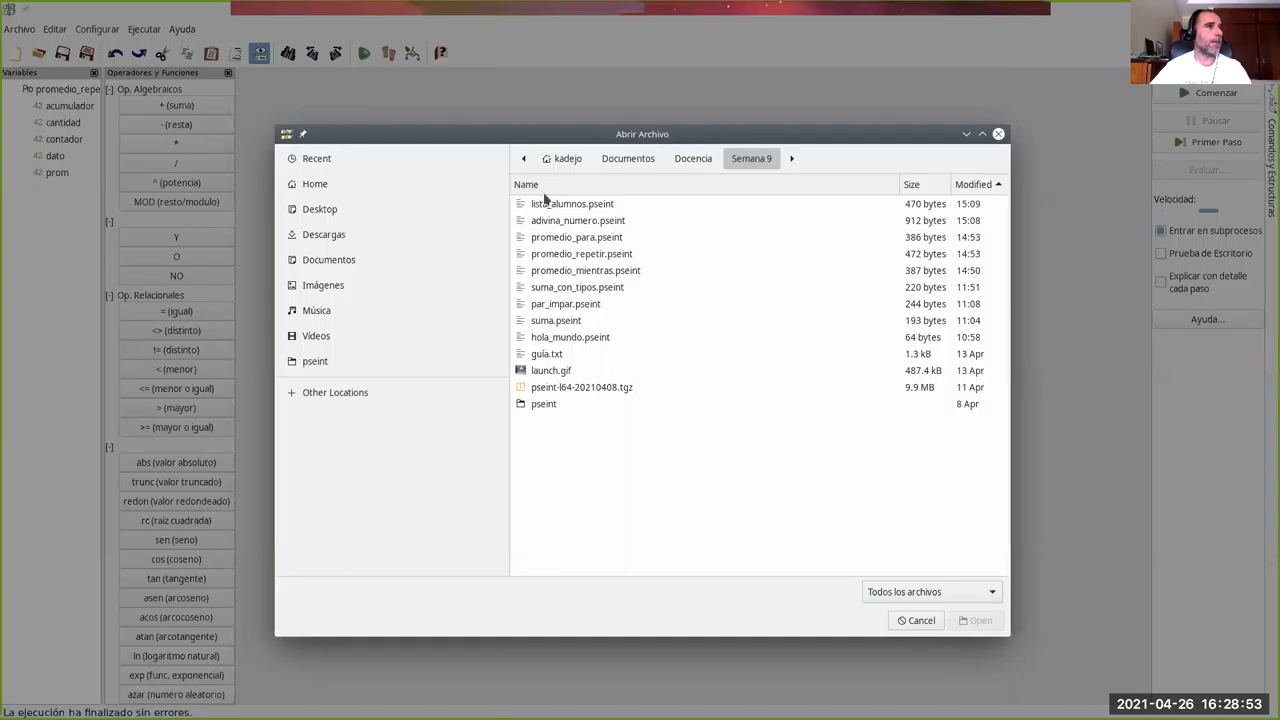 Archivo Editar Configurar Ejecutar Ayuda
Variables
promedio_repe
acumulador
cantidad
contador
dato
prom
Operadores y Funciones
[-] Op. Algebraicos
+ (suma)
- (resta)
*
/
^ (potencia)
MOD (resto/modulo)
[-]
Y
O
NO
[-] Op. Relacionales
= (igual)
<> (distinto)
!= (distinto)
< (menor)
<= (menor o igual)
> (mayor)
>= (mayor o igual)
[-]
abs (valor absoluto)
trunc (valor truncado)
redon (valor redondeado)
rc (raiz cuadrada)
sen (seno)
cos (coseno)
tan (tangente)
asen (arcoseno)
acos (arcocoseno)
atan (arcotangente)
ln (logaritmo natural)
exp (func. exponencial)
azar (numero aleatorio)
La ejecución ha finalizado sin errores.
Abrir Archivo
Recent
Home
Desktop
Descargas
Documentos
Imágenes
Música
Vídeos
pseint
+ Other Locations
kadejo Documentos Docencia Semana 9
Name Size Modified
lista_alumnos.pseint 470 bytes 15:09
adivina_numero.pseint 912 bytes 15:08
promedio_para.pseint 386 bytes 14:53
promedio_repetir.pseint 472 bytes 14:53
promedio_mientras.pseint 387 bytes 14:50
suma_con_tipos.pseint 220 bytes 11:51
par_impar.pseint 244 bytes 11:08
suma.pseint 193 bytes 11:04
hola_mundo.pseint 64 bytes 10:58
guía.txt 1.3 kB 13 Apr
launch.gif 487.4 kB 13 Apr
pseint-l64-20210408.tgz 9.9 MB 11 Apr
pseint 8 Apr
Todos los archivos
Cancel Open
Comenzar
Pausar
Primer Paso
Evaluar...
Velocidad:
Entrar en subprocesos
Prueba de Escritorio
Explicar con detalle
cada paso
Ayuda...
Comandos y Estructuras
2021-04-26 16:28:53